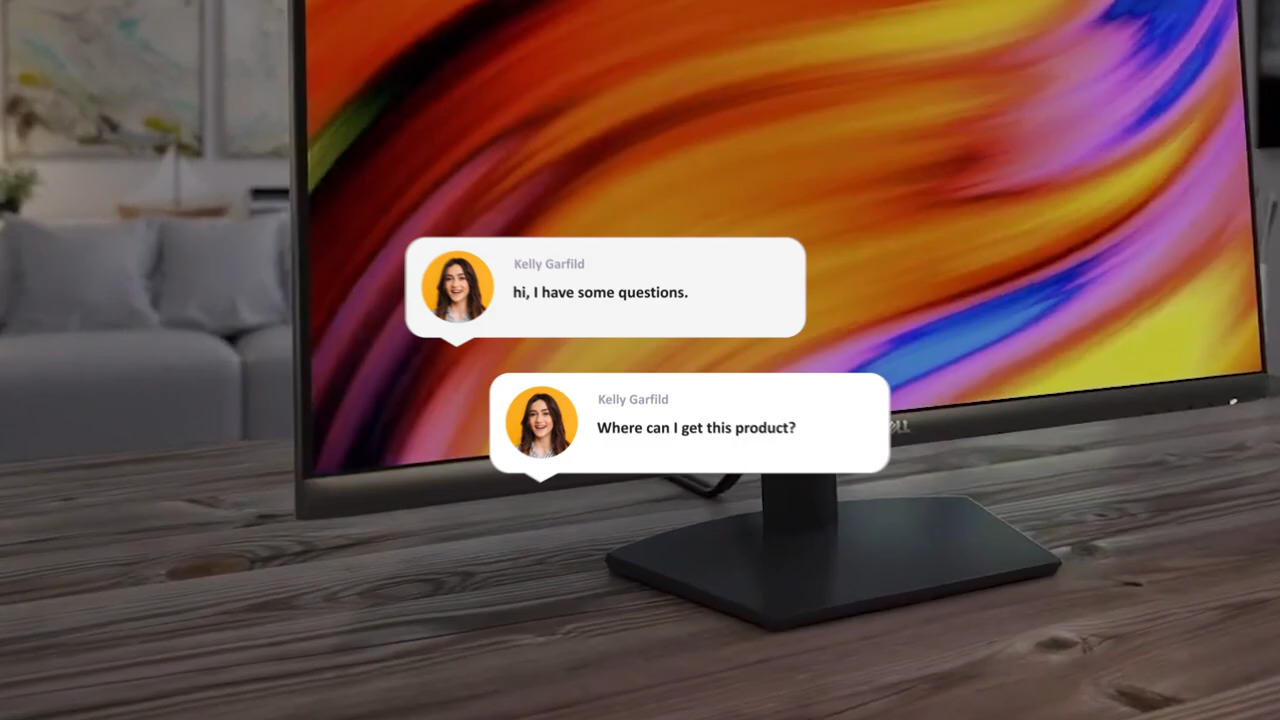 Kelly Garfild
hi, I have some questions.
Kelly Garfild
Where can I get this product?